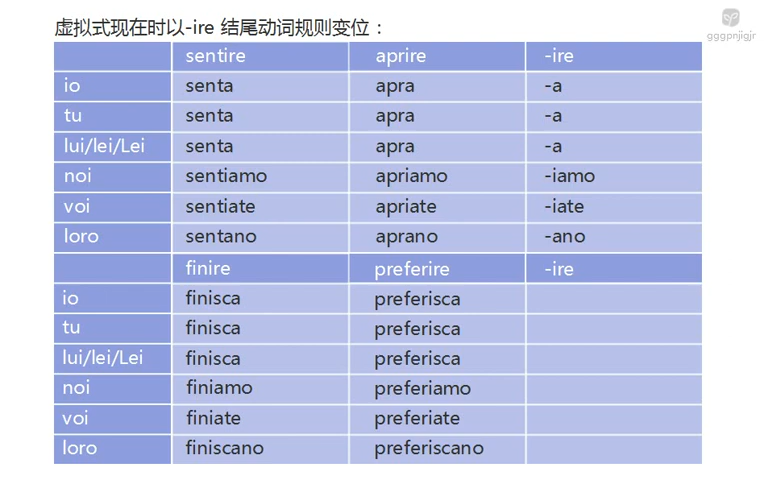 虚拟式现在时以-ire 结尾动词规则变位：
gggpnjigjr
sentire aprire -ire
io senta apra -a
tu senta apra -a
lui/lei/Lei senta apra -a
noi sentiamo apriamo -iamo
voi sentiate apriate -iate
loro sentano aprano -ano
finire preferire -ire
io finisca preferisca
tu finisca preferisca
lui/lei/Lei finisca preferisca
noi finiamo preferiamo
voi finiate preferiate
loro finiscano preferiscano